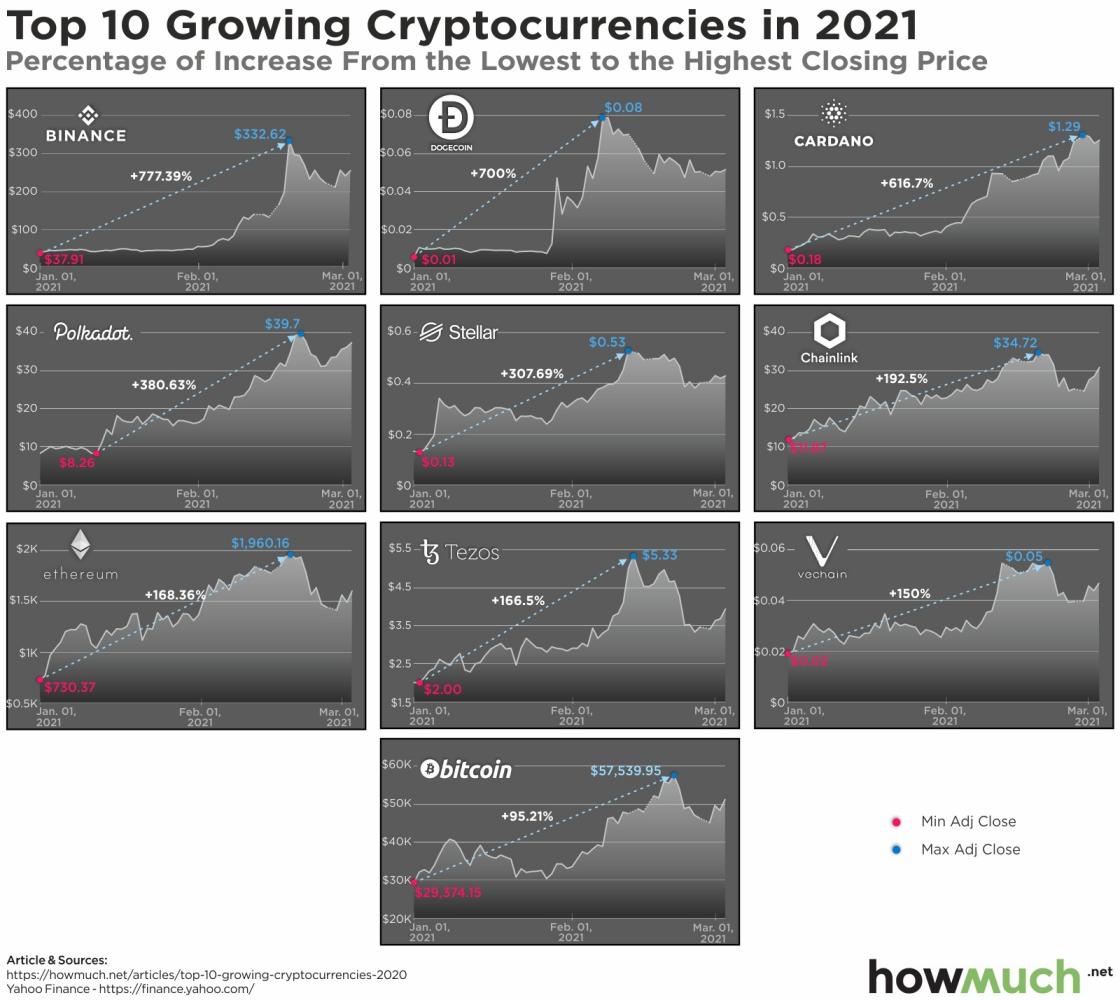 Top 10 Growing Cryptocurrencies in 2021
Percentage of Increase From the Lowest to the Highest Closing Price
BINANCE
$400
$300
$200
$100
$0
$332.62
+777.39%
$37.91
Jan. 01,
2021
Feb. 01,
2021
Mar. 01,
2021
DOGECOIN
$0.08
$0.06
$0.04
$0.02
$0
$0.08
+700%
$0.01
Jan. 01,
2021
Feb. 01,
2021
Mar. 01,
2021
CARDANO
$1.5
$1.0
$0.5
$0
$1.29
+616.7%
$0.18
Jan. 01,
2021
Feb. 01,
2021
Mar. 01,
2021
Polkadot.
$40
$30
$20
$10
$0
$39.7
+380.63%
$8.26
Jan. 01,
2021
Feb. 01,
2021
Mar. 01,
2021
Stellar
$0.6
$0.4
$0.2
$0
$0.53
+307.69%
$0.13
Jan. 01,
2021
Feb. 01,
2021
Mar. 01,
2021
Chainlink
$40
$30
$20
$10
$0
$34.72
+192.5%
$11.87
Jan. 01,
2021
Feb. 01,
2021
Mar. 01,
2021
ethereum
$2K
$1.5K
$1K
$0.5K
$1,960.16
+168.36%
$730.37
Jan. 01,
2021
Feb. 01,
2021
Mar. 01,
2021
Tezos
$5.5
$4.5
$3.5
$2.5
$1.5
$5.33
+166.5%
$2.00
Jan. 01,
2021
Feb. 01,
2021
Mar. 01,
2021
vechain
$0.06
$0.04
$0.02
$0
$0.05
+150%
$0.02
Jan. 01,
2021
Feb. 01,
2021
Mar. 01,
2021
bitcoin
$60K
$50K
$40K
$30K
$20K
$57,539.95
+95.21%
$29,374.15
Jan. 01,
2021
Feb. 01,
2021
Mar. 01,
2021
Min Adj Close
Max Adj Close
Article & Sources:
https://howmuch.net/articles/top-10-growing-cryptocurrencies-2020
Yahoo Finance - https://finance.yahoo.com/
howmuch.net